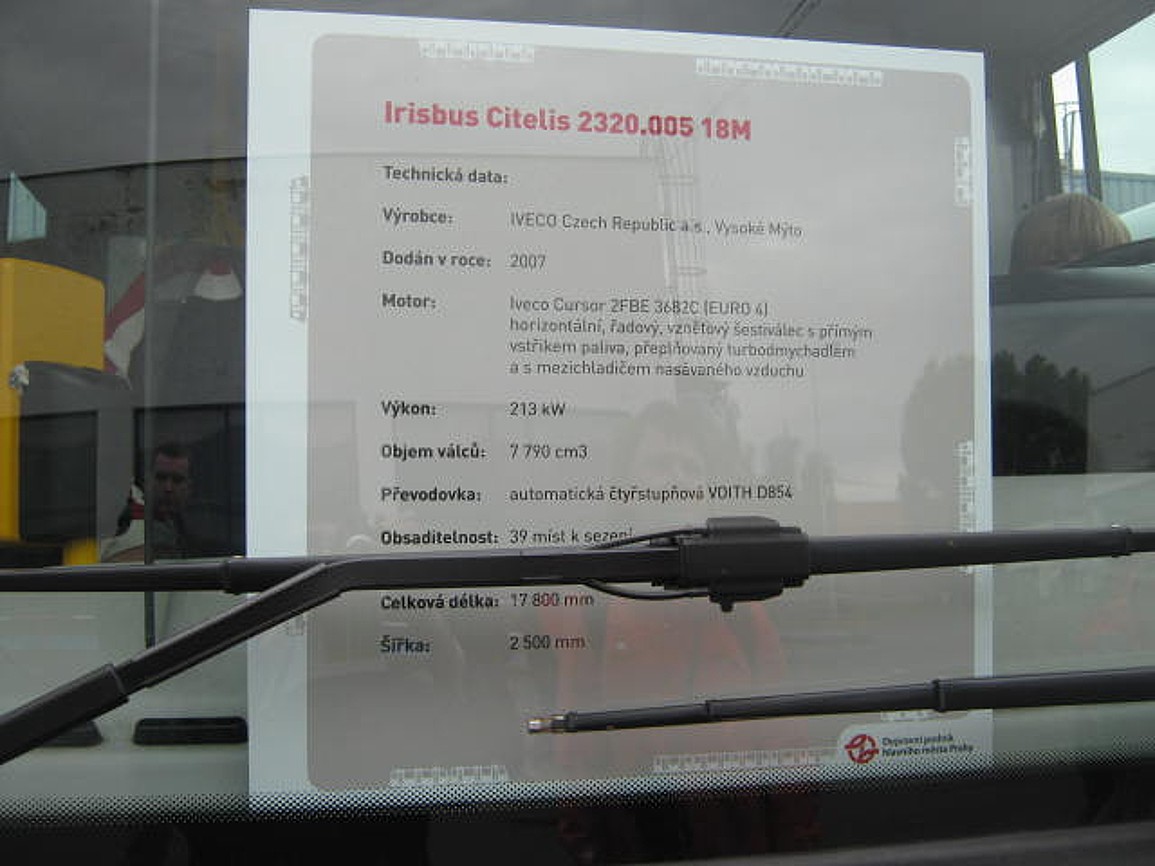 Irisbus Citelis 2320.005 18M
Technická data:
Výrobce: IVECO Czech Republic a.s., Vysoké Mýto
Dodán v roce: 2007
Motor: Iveco Cursor 2FBE 3682C (EURO 4)
horizontální, řadový, vznětový šestiválec s přímým
vstřikem paliva, přeplňovaný turbodmychadlem
a s mezichladičem nasávaného vzduchu
Výkon: 213 kW
Objem válců: 7 790 cm3
Převodovka: automatická čtyřstupňová VOITH D854
Obsaditelnost: 39 míst k sezení
Celková délka: 17 800 mm
Šířka: 2 500 mm
Dopravní podnik
hlavního města Prahy